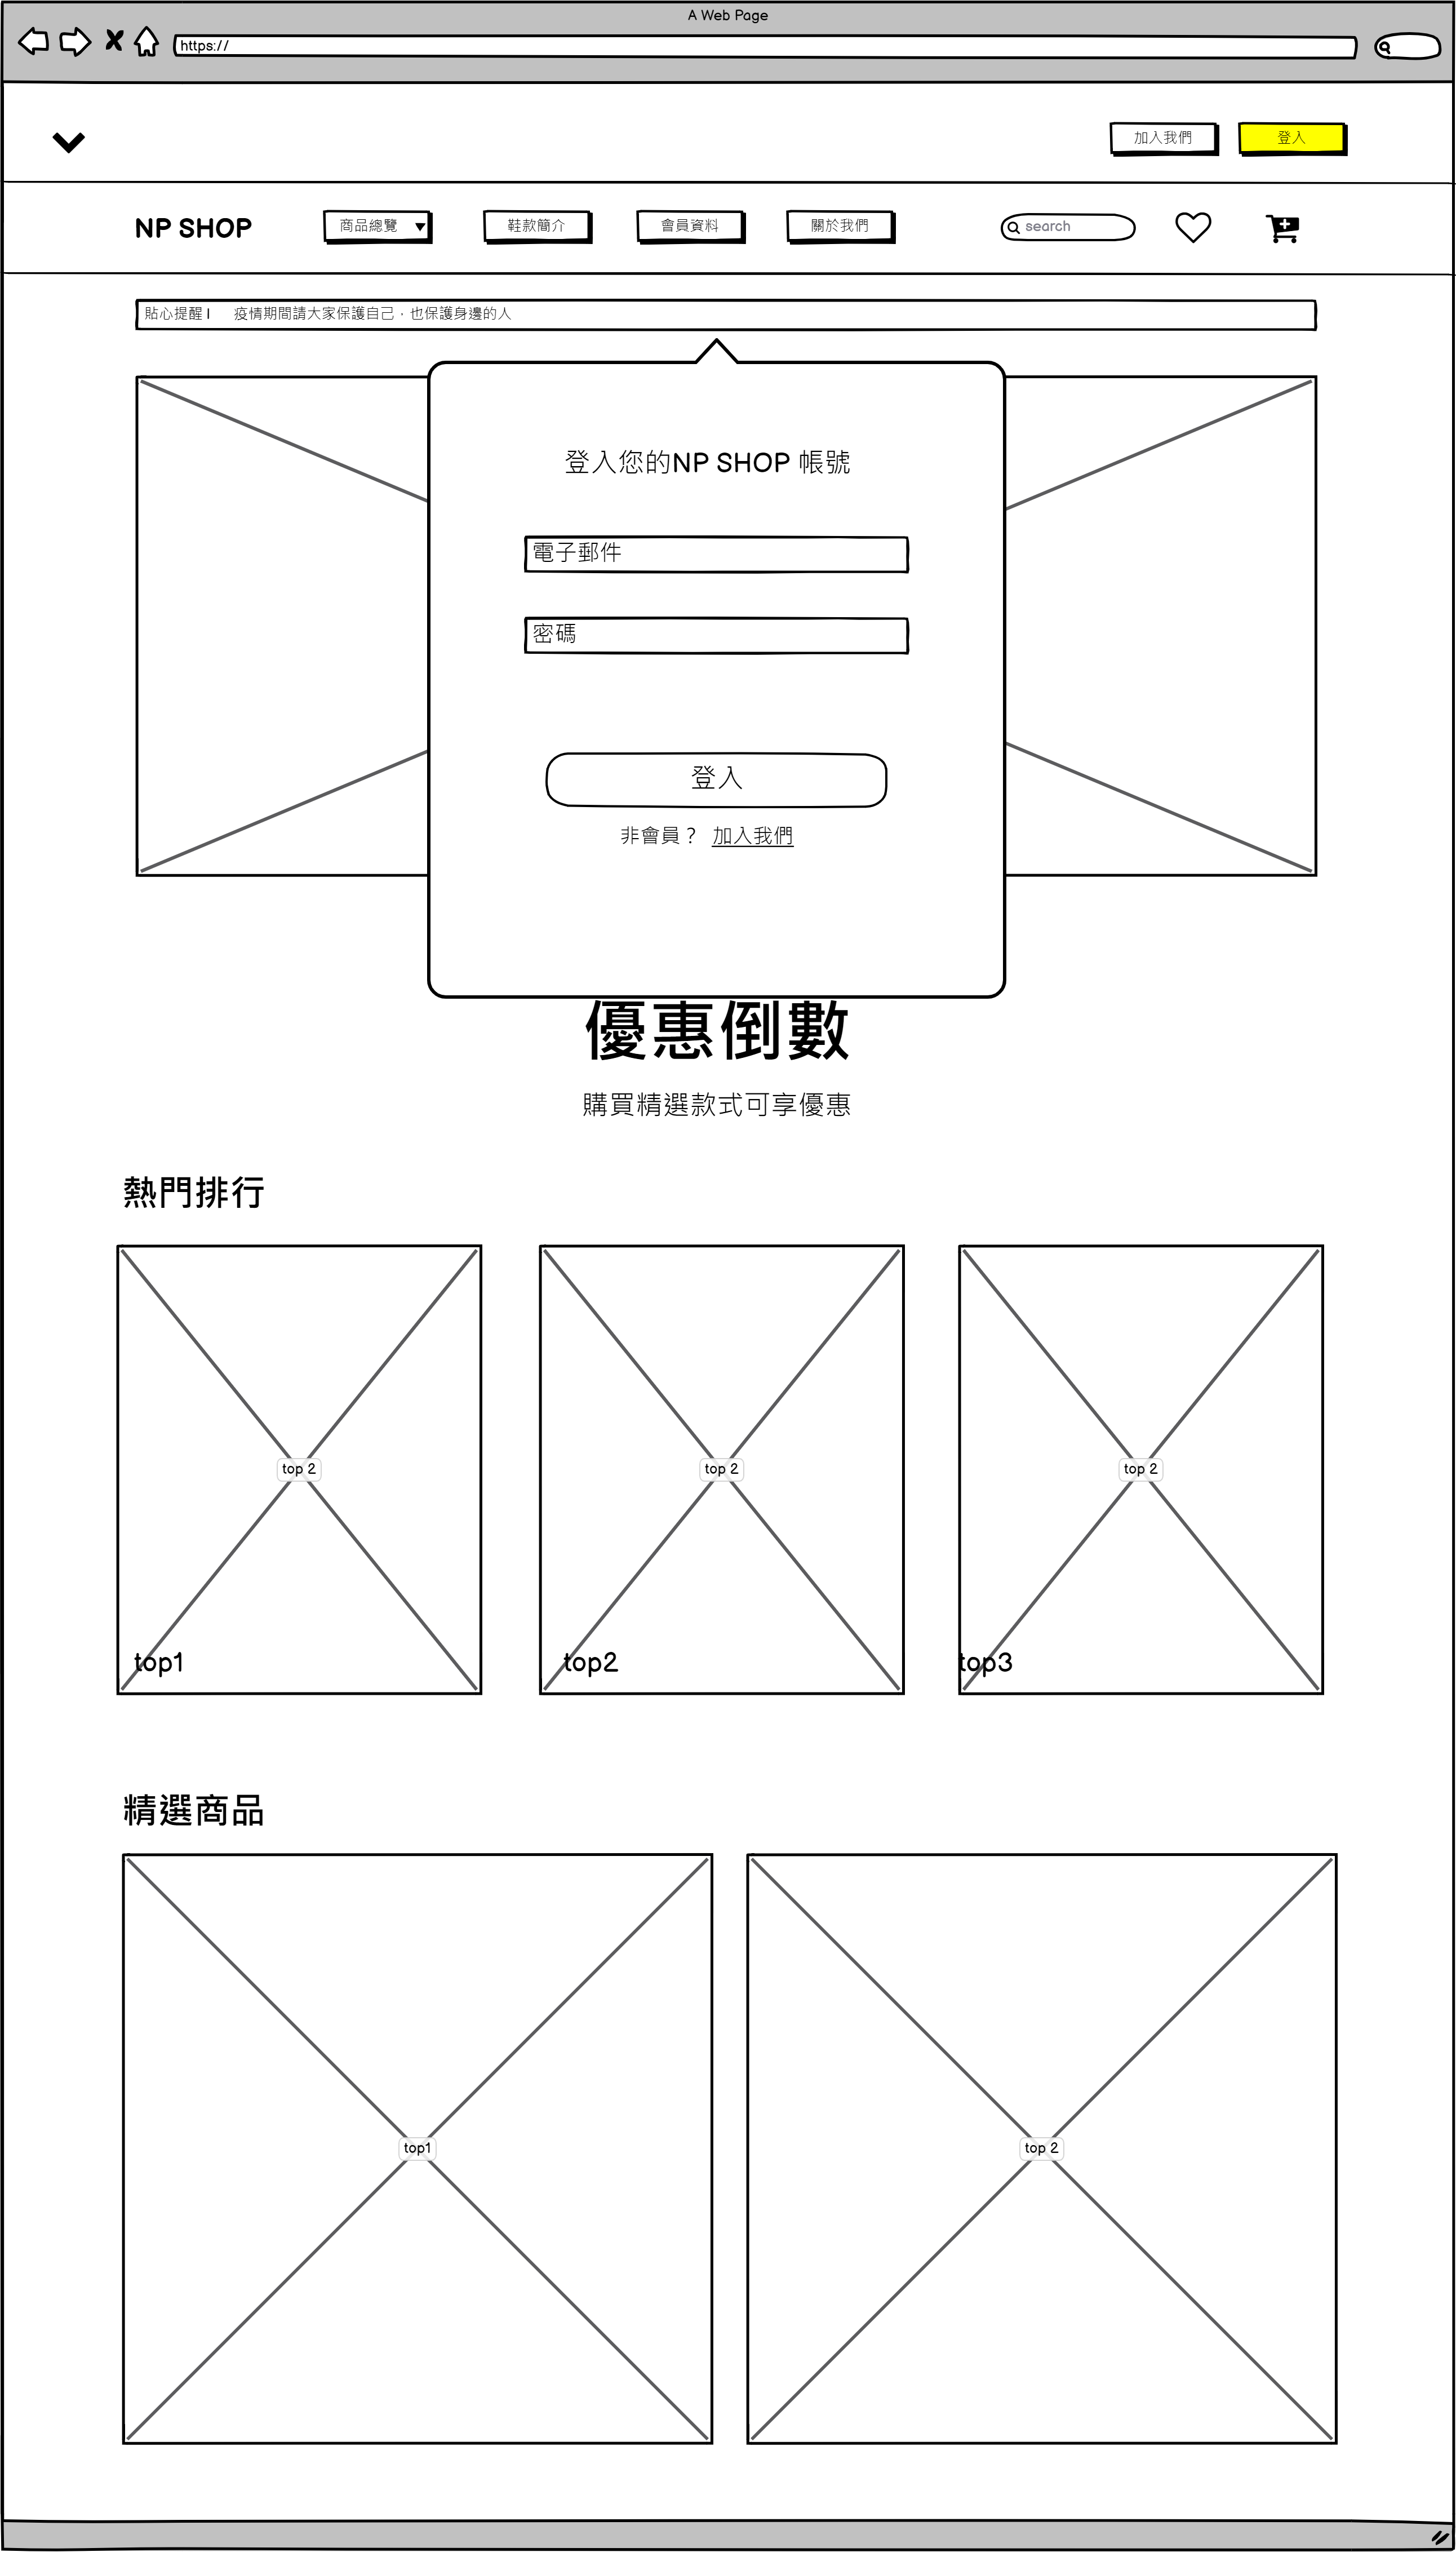 A Web Page
https://
加入我們 登入
NP SHOP 商品總覽 鞋款簡介 會員資料 關於我們 search
貼心提醒! 疫情期間請大家保護自己，也保護身邊的人
登入您的NP SHOP 帳號
電子郵件
密碼
登入
非會員？ 加入我們
優惠倒數
購買精選款式可享優惠
熱門排行
top 2 top 2 top 2
top1 top2 top3
精選商品
top1 top 2